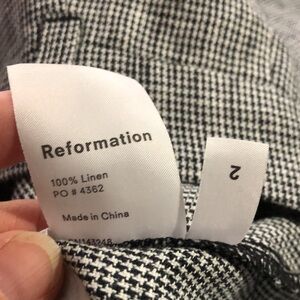 Reformation
100% Linen
PO # 4362
Made in China
2